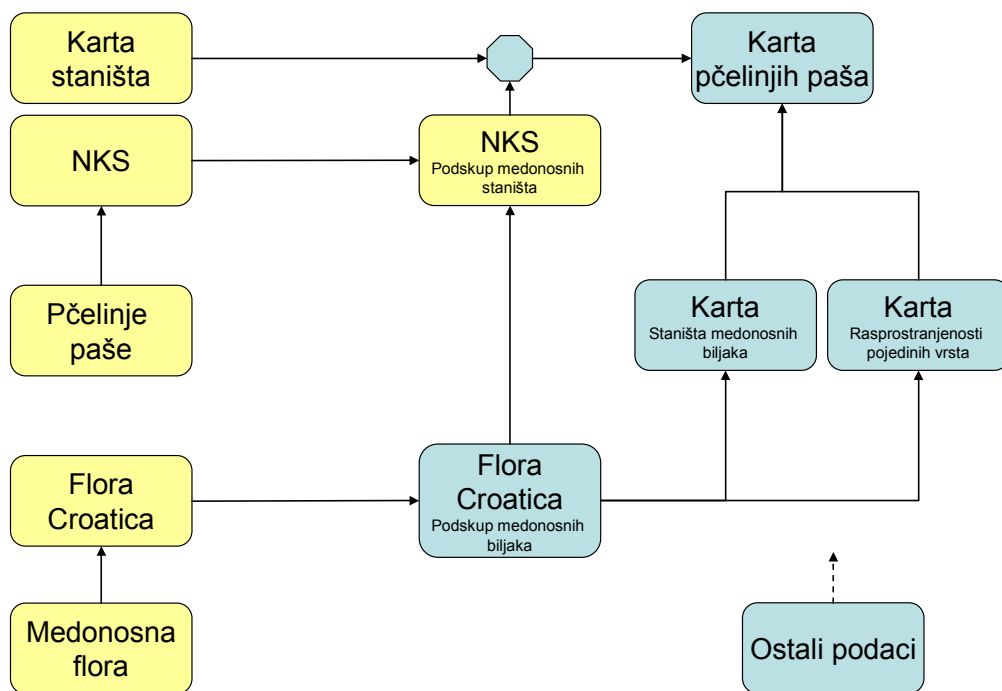 Karta
staništa
Karta
pčelinjih paša
NKS
NKS
Podskup medonosnih
staništa
Pčelinje
paše
Karta
Staništa medonosnih
biljaka
Karta
Rasprostranjenosti
pojedinih vrsta
Flora
Croatica
Flora
Croatica
Podskup medonosnih
biljaka
Medonosna
flora
Ostali podaci